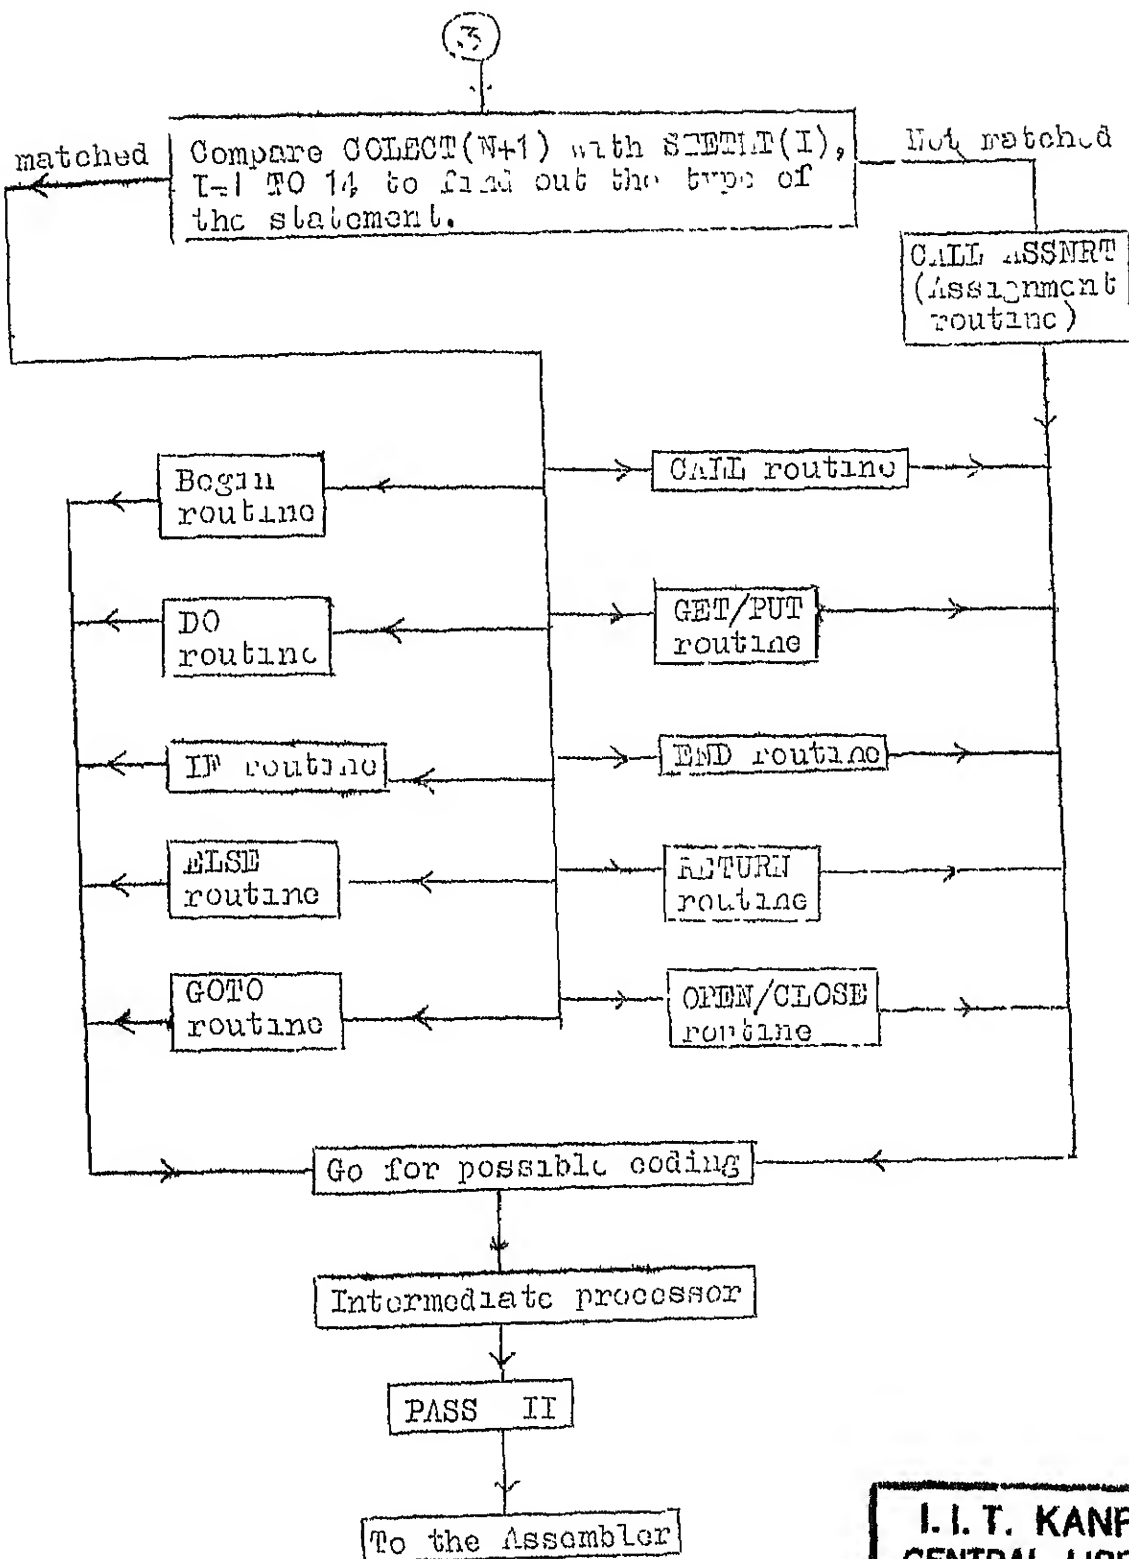 3
matched
Compare COLECT(N+1) with STETMT(I),
I=1 TO 14, to find out the type of
the statement.
Not matched
CALL ASSNRT
(Assignment
routine)
Begin
routine
CALL routine
DO
routine
GET/PUT
routine
IF routine
END routine
ELSE
routine
RETURN
routine
GOTO
routine
OPEN/CLOSE
routine
Go for possible coding
Intermediate processor
PASS II
To the Assembler
I. I. T. KANP